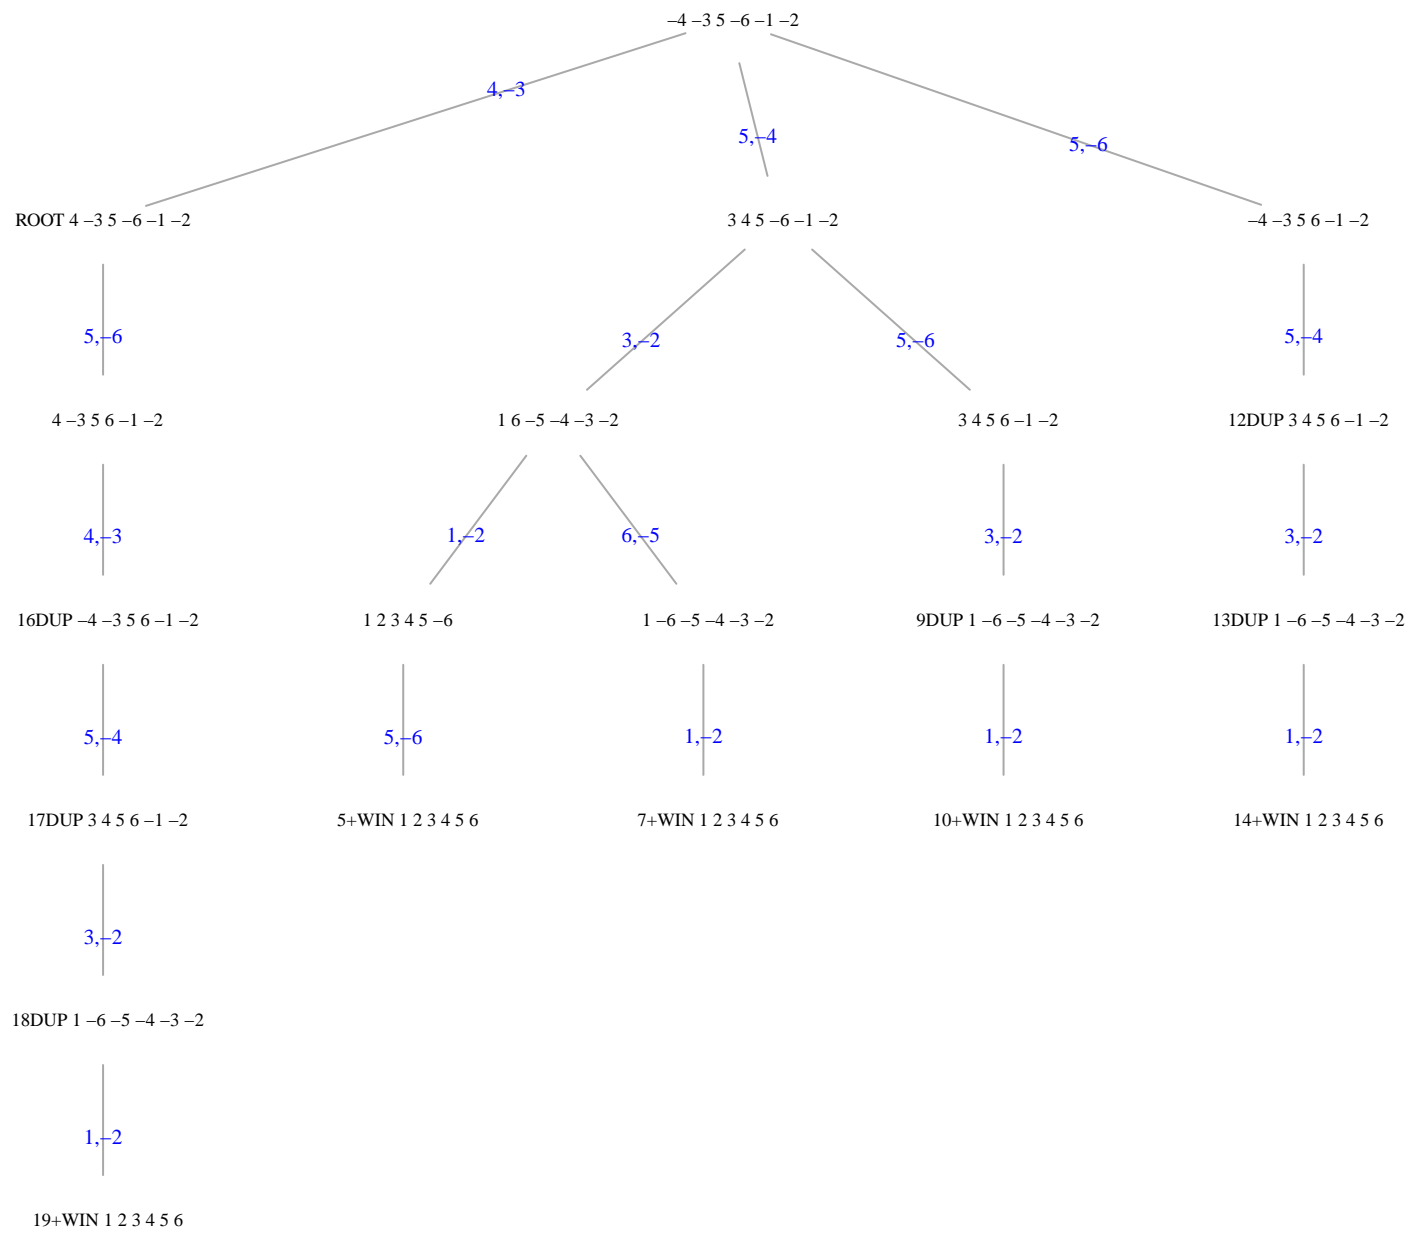 –4 –3 5 –6 –1 –2
4,–3
5,–4
5,–6
ROOT 4 –3 5 –6 –1 –2
3 4 5 –6 –1 –2
–4 –3 5 6 –1 –2
5,–6
3,–2
5,–6
5,–4
4 –3 5 6 –1 –2
1 6 –5 –4 –3 –2
3 4 5 6 –1 –2
12DUP 3 4 5 6 –1 –2
4,–3
1,–2
6,–5
3,–2
3,–2
16DUP –4 –3 5 6 –1 –2
1 2 3 4 5 –6
1 –6 –5 –4 –3 –2
9DUP 1 –6 –5 –4 –3 –2
13DUP 1 –6 –5 –4 –3 –2
5,–4
5,–6
1,–2
1,–2
1,–2
17DUP 3 4 5 6 –1 –2
5+WIN 1 2 3 4 5 6
7+WIN 1 2 3 4 5 6
10+WIN 1 2 3 4 5 6
14+WIN 1 2 3 4 5 6
3,–2
18DUP 1 –6 –5 –4 –3 –2
1,–2
19+WIN 1 2 3 4 5 6